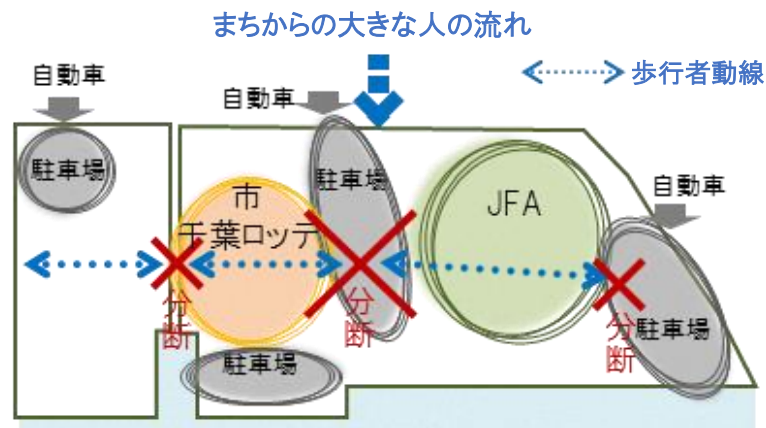 まちからの大きな人の流れ
歩行者動線
自動車
自動車
自動車
駐車場
駐車場
市
千葉ロッテ
JFA
分断
分断
分断
駐車場
駐車場